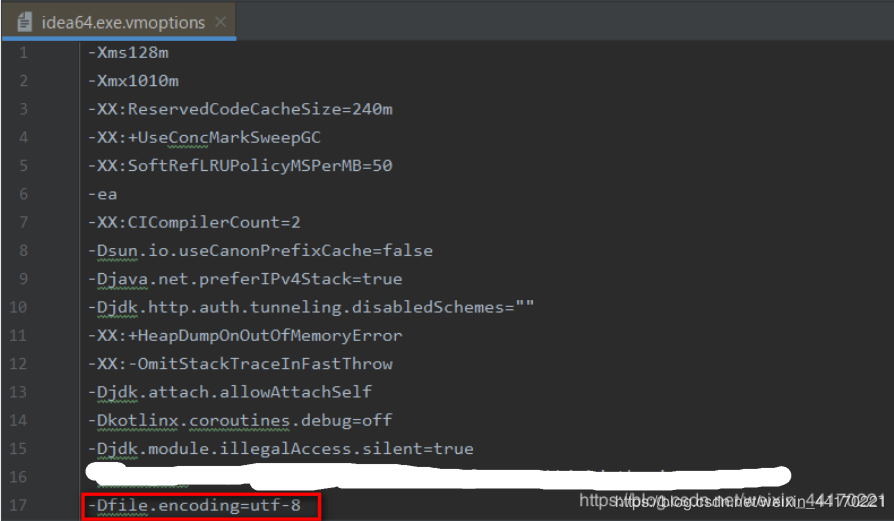 idea64.exe.vmoptions
1 -Xms128m
2 -Xmx1010m
3 -XX:ReservedCodeCacheSize=240m
4 -XX:+UseConcMarkSweepGC
5 -XX:SoftRefLRUPolicyMSPerMB=50
6 -ea
7 -XX:CICompilerCount=2
8 -Dsun.io.useCanonPrefixCache=false
9 -Djava.net.preferIPv4Stack=true
10 -Djdk.http.auth.tunneling.disabledSchemes=""
11 -XX:+HeapDumpOnOutOfMemoryError
12 -XX:-OmitStackTraceInFastThrow
13 -Djdk.attach.allowAttachSelf
14 -Dkotlinx.coroutines.debug=off
15 -Djdk.module.illegalAccess.silent=true
16
17 -Dfile.encoding=utf-8
https://blog.csdn.net/weixin_44170221